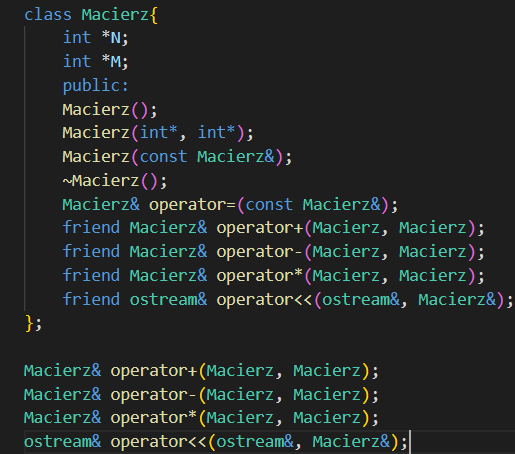 class Macierz{
    int *N;
    int *M;
    public:
    Macierz();
    Macierz(int*, int*);
    Macierz(const Macierz&);
    ~Macierz();
    Macierz& operator=(const Macierz&);
    friend Macierz& operator+(Macierz, Macierz);
    friend Macierz& operator-(Macierz, Macierz);
    friend Macierz& operator*(Macierz, Macierz);
    friend ostream& operator<<(ostream&, Macierz&);
};

Macierz& operator+(Macierz, Macierz);
Macierz& operator-(Macierz, Macierz);
Macierz& operator*(Macierz, Macierz);
ostream& operator<<(ostream&, Macierz&);